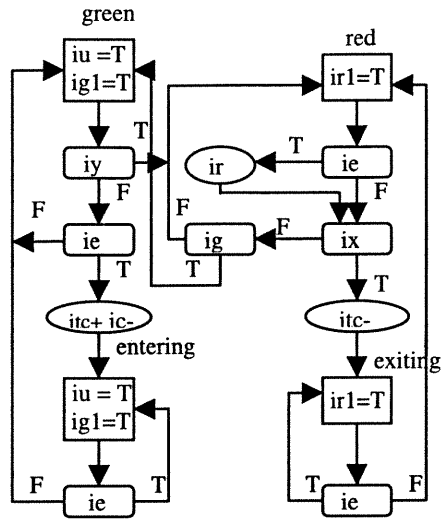 green
red
iu =T
ig1=T
ir1=T
T
iy
ir
T
ie
F
F
F
ie
F
ig
F
ix
T
T
T
itc+ ic-
itc-
entering
exiting
iu = T
ig1=T
ir1=T
F
ie
T
T
ie
F